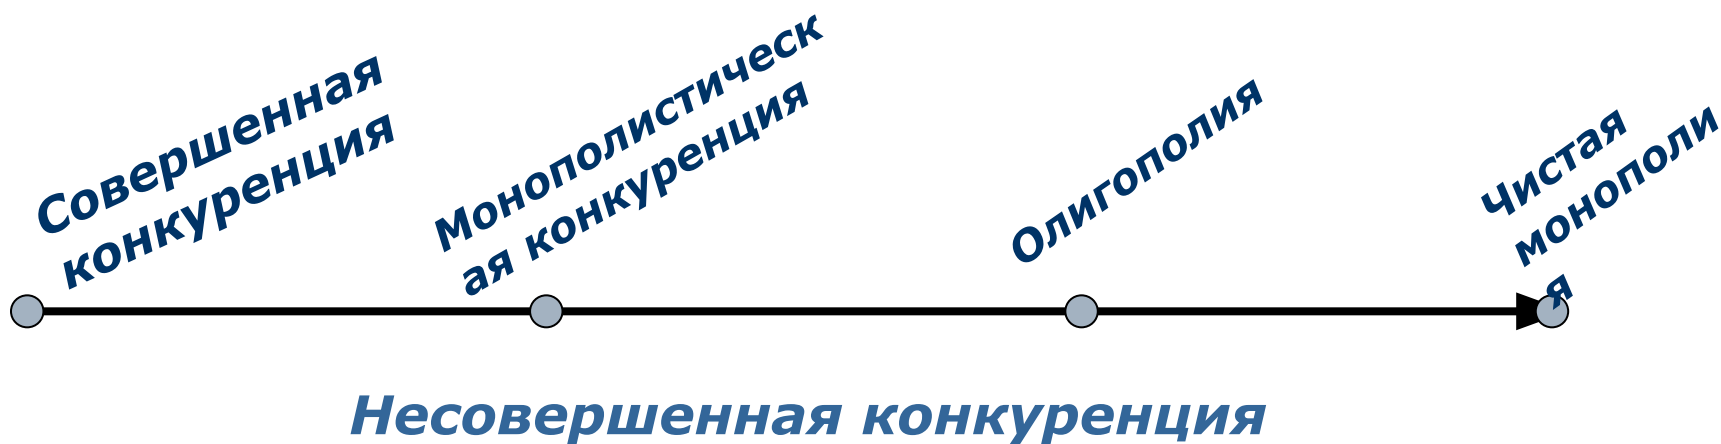 Совершенная
конкуренция
Монополистическ
ая конкуренция
Олигополия
Чистая
монополи
я
Несовершенная конкуренция